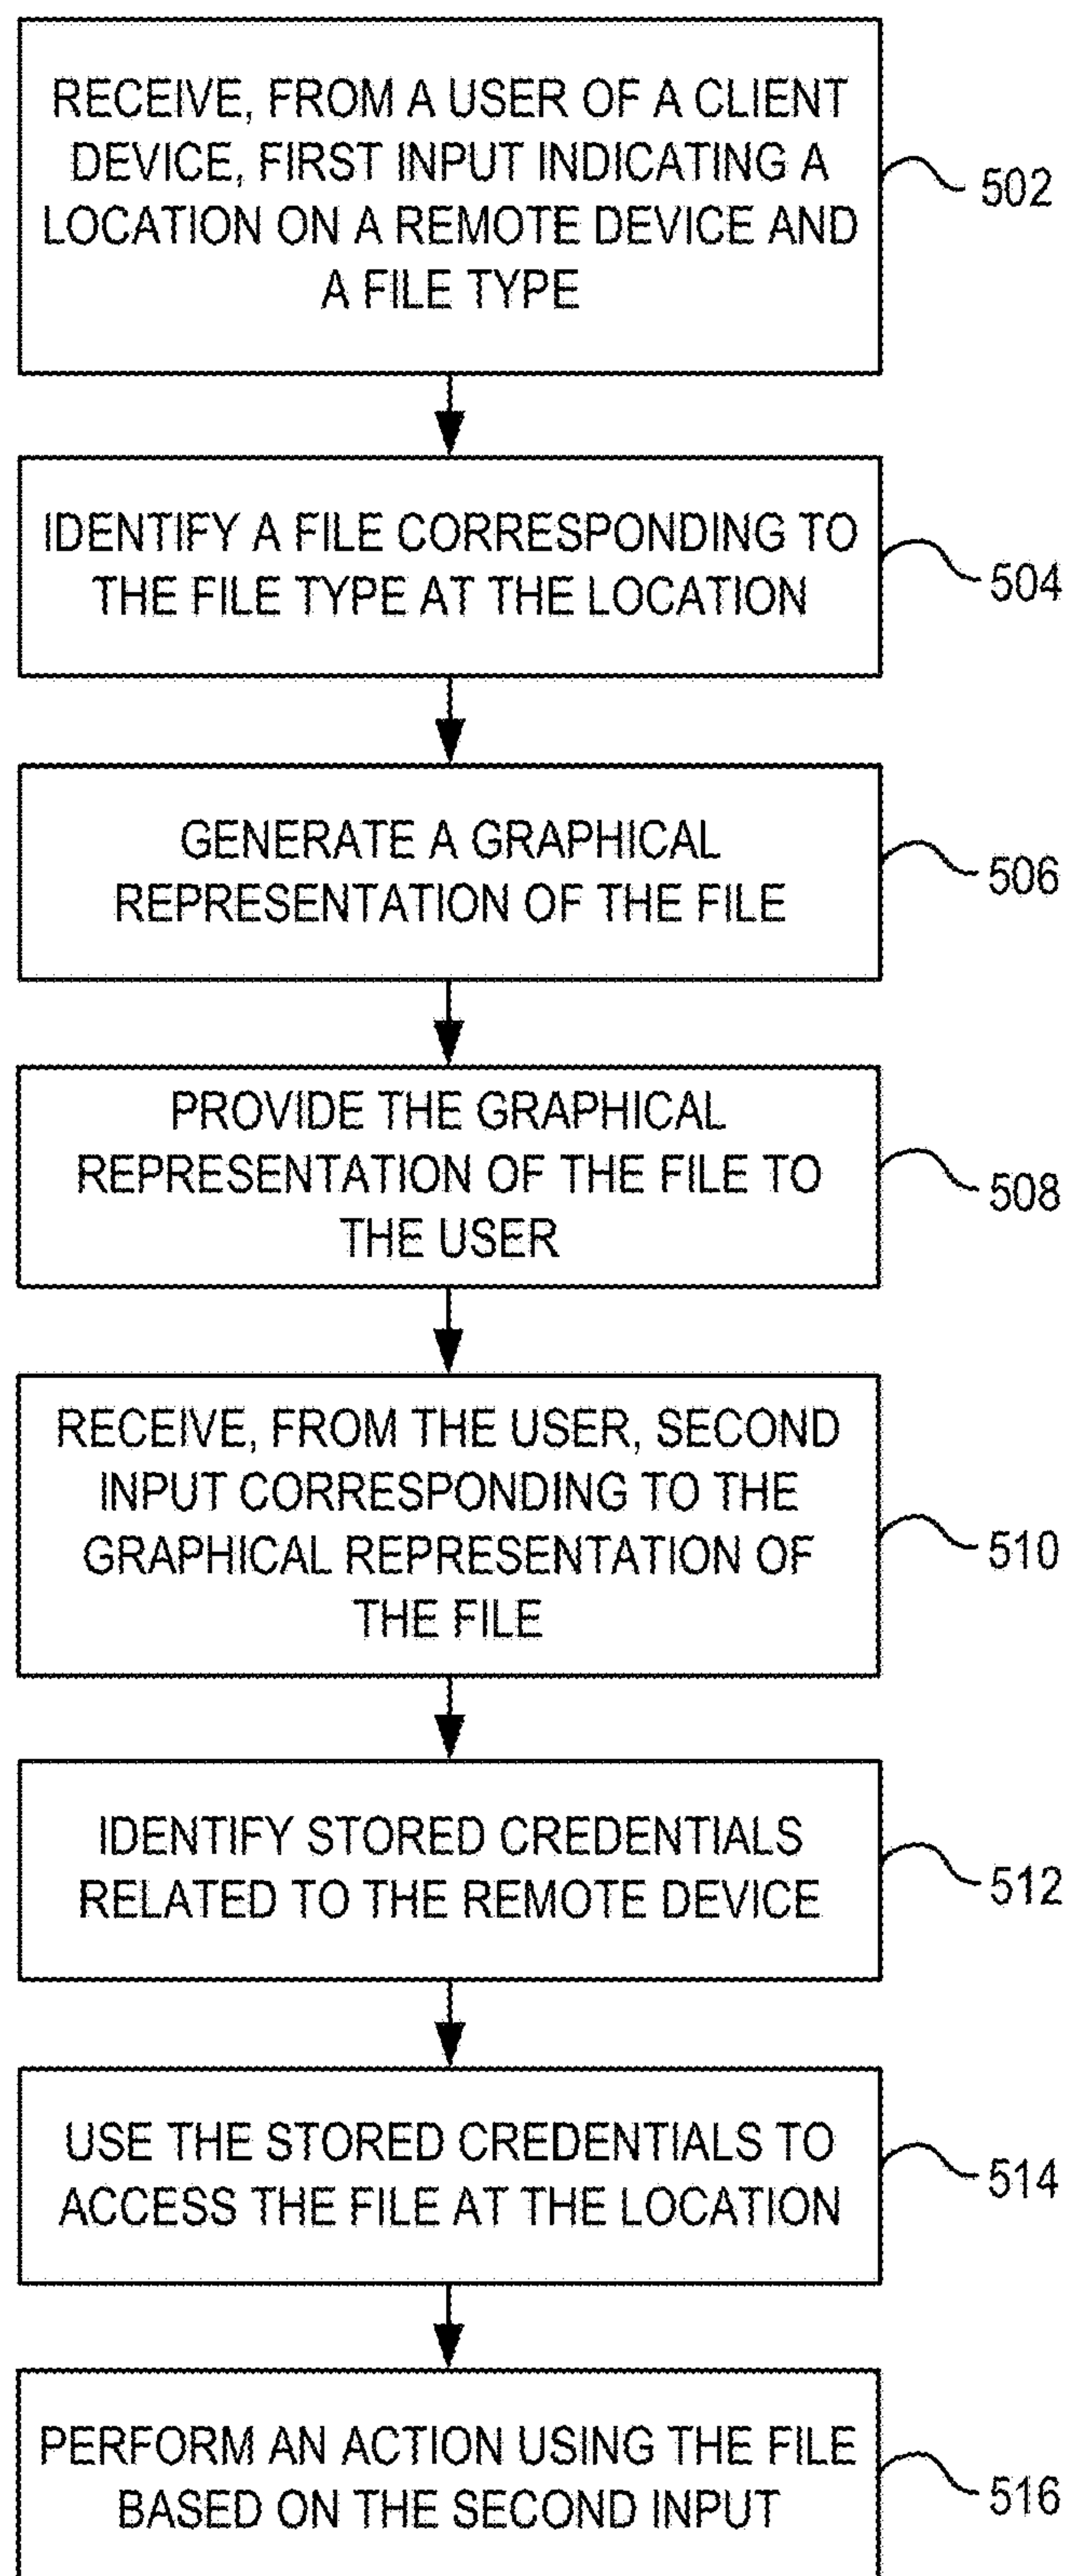 RECEIVE, FROM A USER OF A CLIENT
DEVICE, FIRST INPUT INDICATING A
LOCATION ON A REMOTE DEVICE AND
A FILE TYPE
502
IDENTIFY A FILE CORRESPONDING TO
THE FILE TYPE AT THE LOCATION
504
GENERATE A GRAPHICAL
REPRESENTATION OF THE FILE
506
PROVIDE THE GRAPHICAL
REPRESENTATION OF THE FILE TO
THE USER
508
RECEIVE, FROM THE USER, SECOND
INPUT CORRESPONDING TO THE
GRAPHICAL REPRESENTATION OF
THE FILE
510
IDENTIFY STORED CREDENTIALS
RELATED TO THE REMOTE DEVICE
512
USE THE STORED CREDENTIALS TO
ACCESS THE FILE AT THE LOCATION
514
PERFORM AN ACTION USING THE FILE
BASED ON THE SECOND INPUT
516